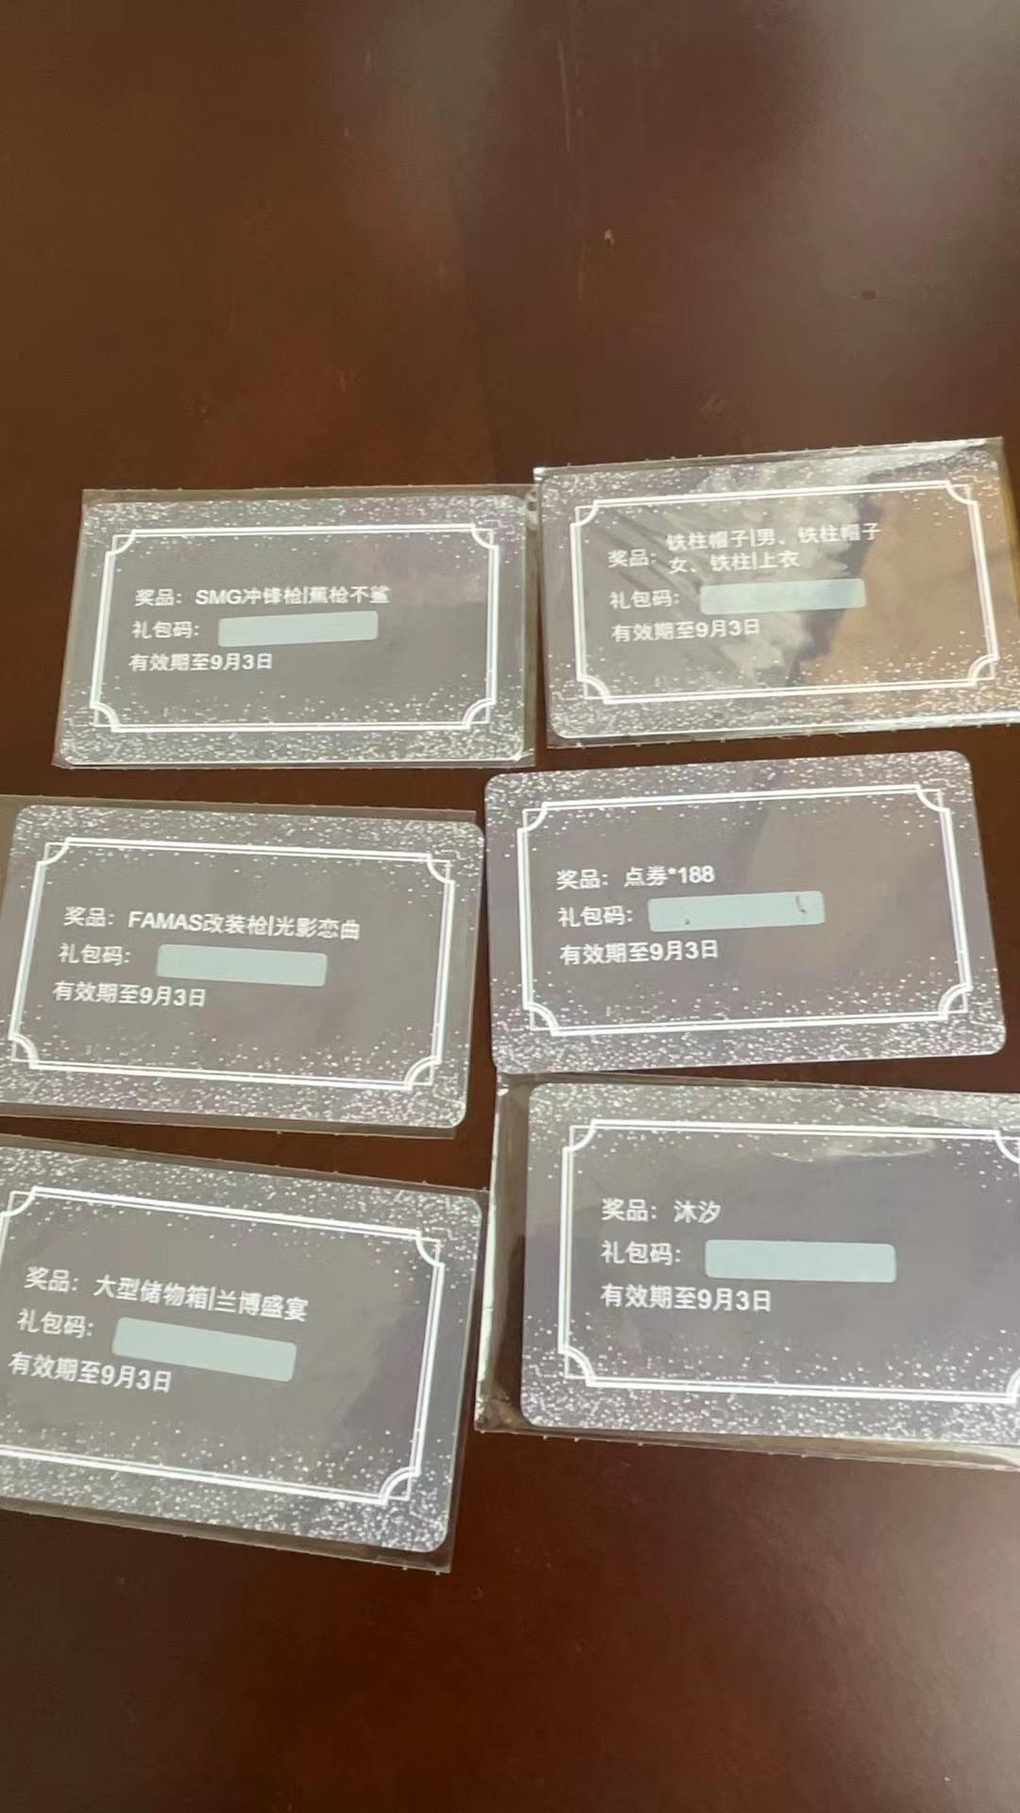 奖品：SMG冲锋枪|蕉枪不鲨
礼包码：
有效期至9月3日
奖品：铁柱帽子|男、铁柱帽子
女、铁柱|上衣
礼包码：
有效期至9月3日
奖品：FAMAS改装枪|光影恋曲
礼包码：
有效期至9月3日
奖品：点券*188
礼包码：
有效期至9月3日
奖品：大型储物箱|兰博盛宴
礼包码：
有效期至9月3日
奖品：沐汐
礼包码：
有效期至9月3日